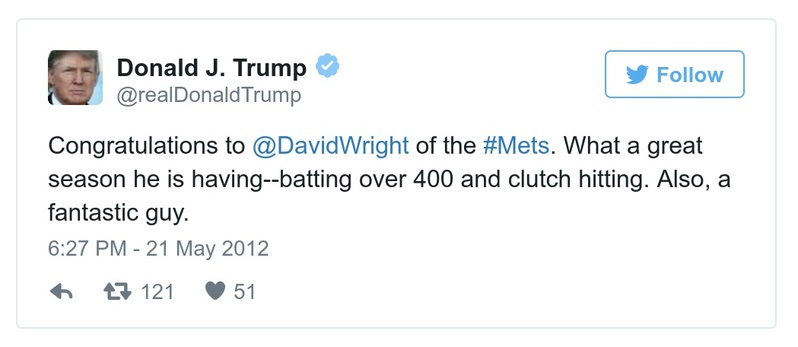 Donald J. Trump
@realDonaldTrump
Follow
Congratulations to @DavidWright of the #Mets. What a great
season he is having--batting over 400 and clutch hitting. Also, a
fantastic guy.
6:27 PM - 21 May 2012
121 51